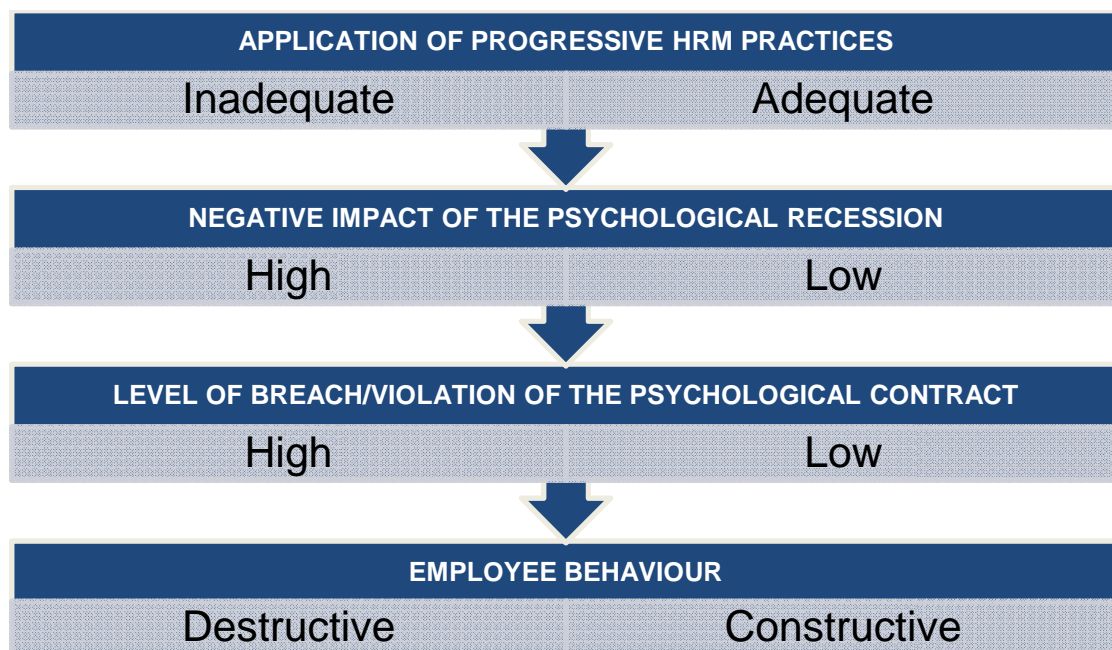 APPLICATION OF PROGRESSIVE HRM PRACTICES
Inadequate Adequate
NEGATIVE IMPACT OF THE PSYCHOLOGICAL RECESSION
High Low
LEVEL OF BREACH/VIOLATION OF THE PSYCHOLOGICAL CONTRACT
High Low
EMPLOYEE BEHAVIOUR
Destructive Constructive